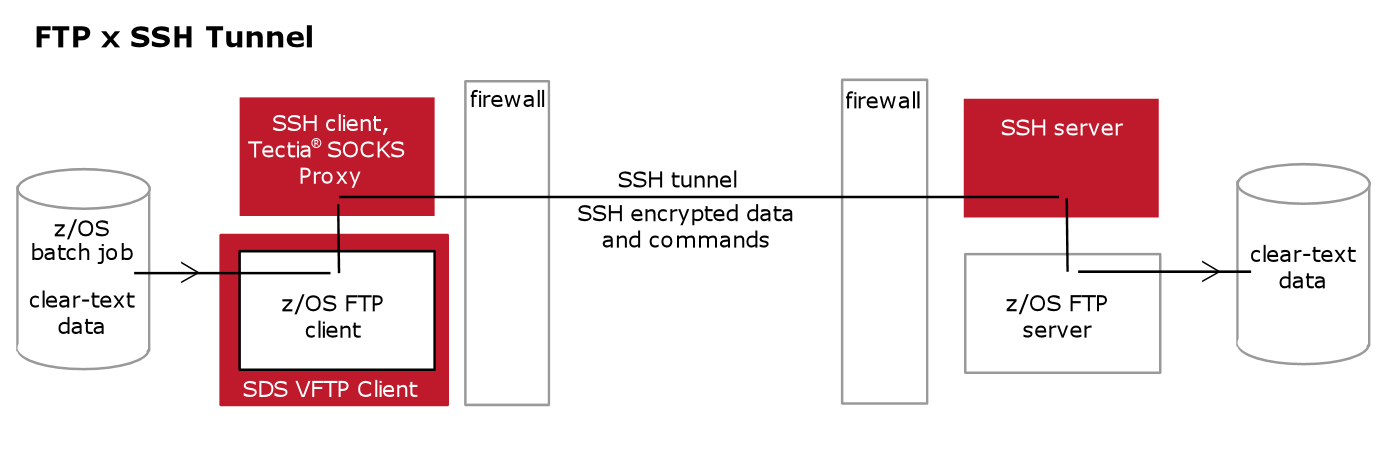 FTP x SSH Tunnel
z/OS
batch job
clear-text
data
SSH client,
Tectia® SOCKS
Proxy
z/OS FTP
client
SDS VFTP Client
firewall
SSH tunnel
SSH encrypted data
and commands
firewall
SSH server
z/OS FTP
server
clear-text
data